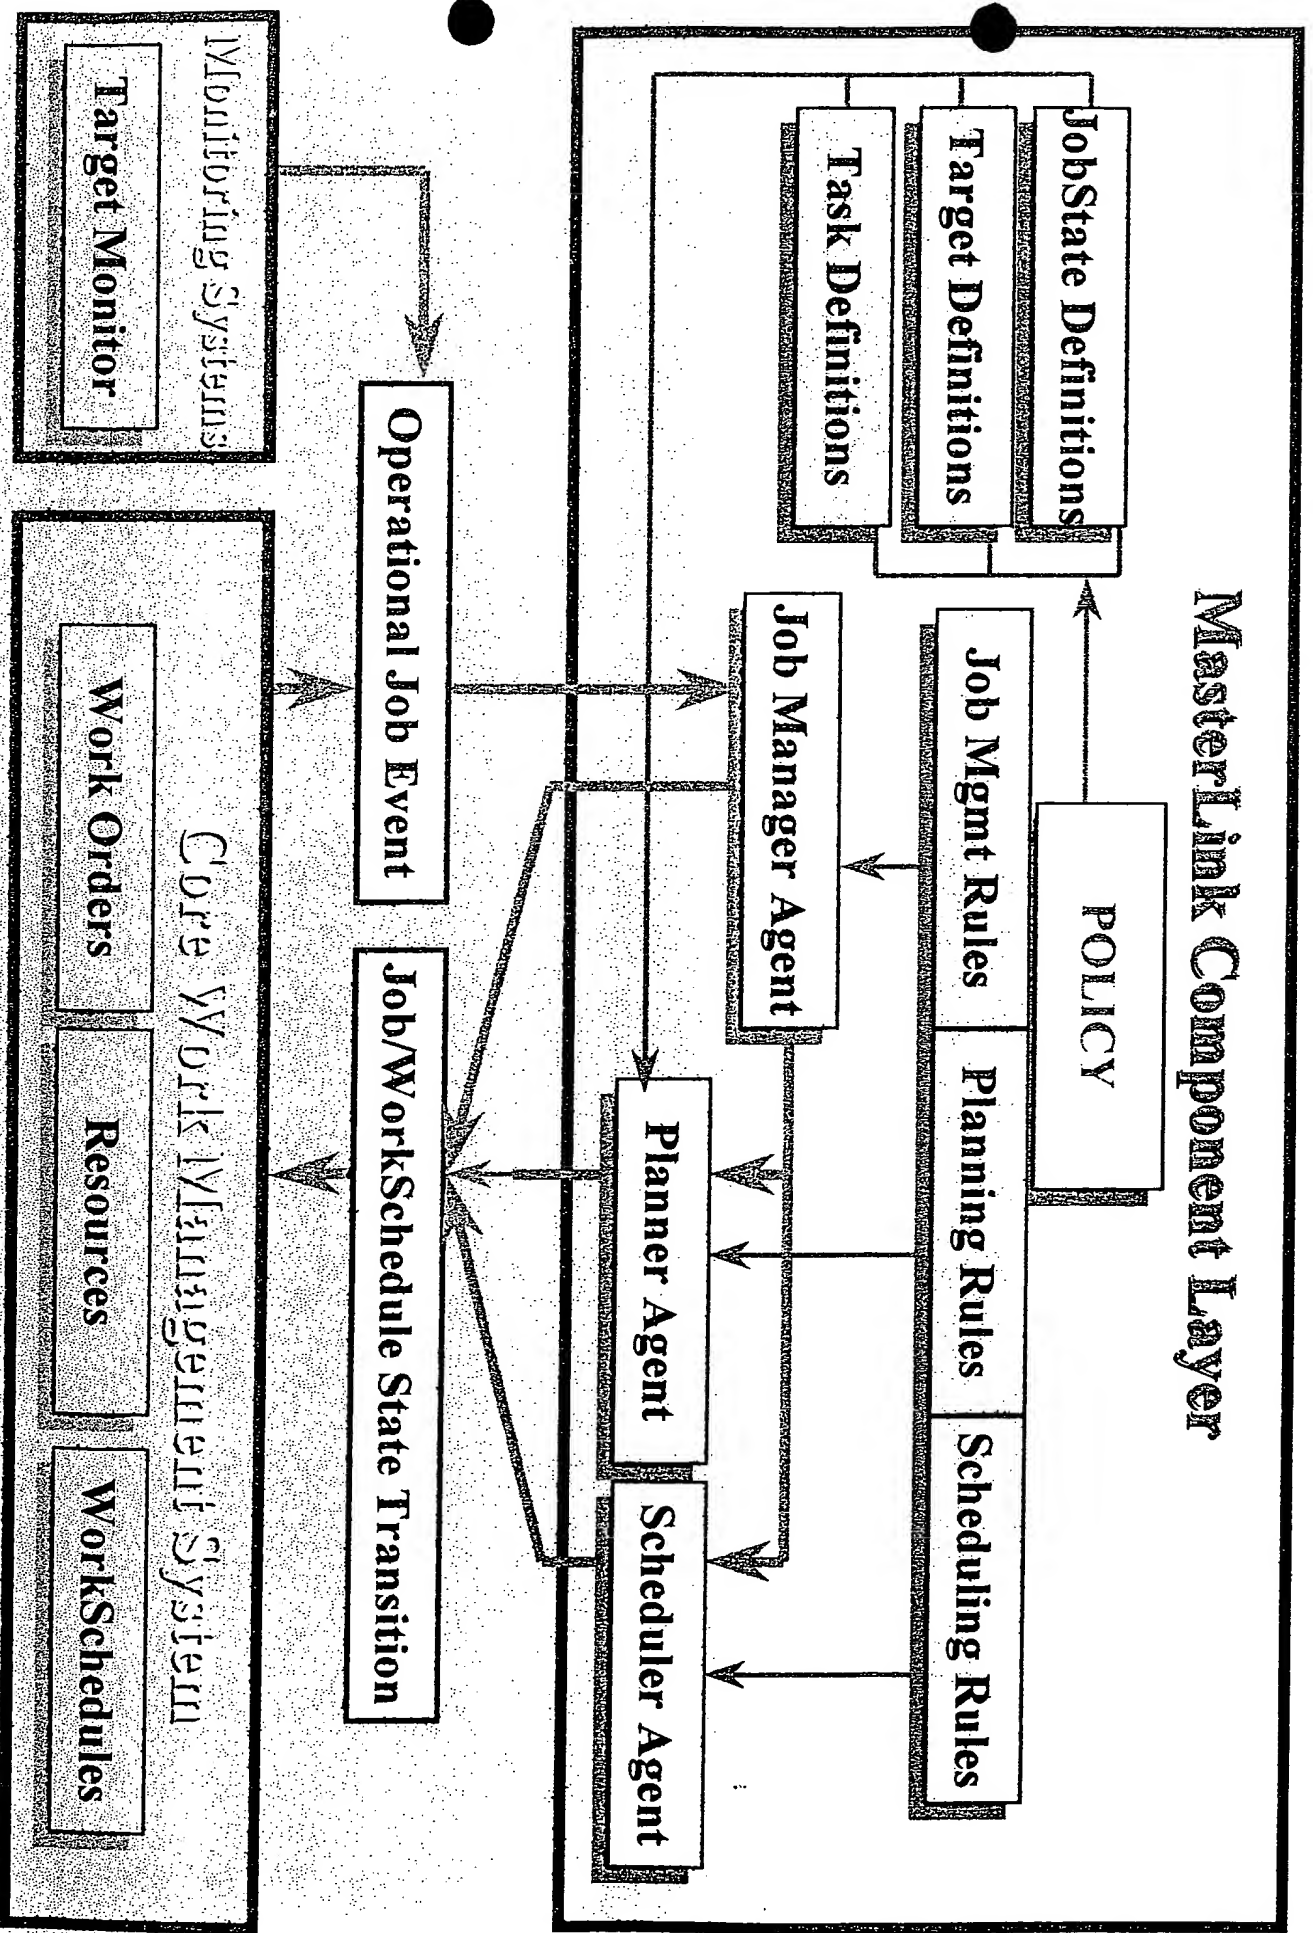 MasterLink Component Layer
POLICY
JobState Definitions
Target Definitions
Task Definitions
Job Mgmt Rules
Planning Rules
Scheduling Rules
Job Manager Agent
Planner Agent
Scheduler Agent
Operational Job Event
Job/WorkSchedule State Transition
Monitoring Systems
Target Monitor
Core Work Management System
Work Orders
Resources
WorkSchedules